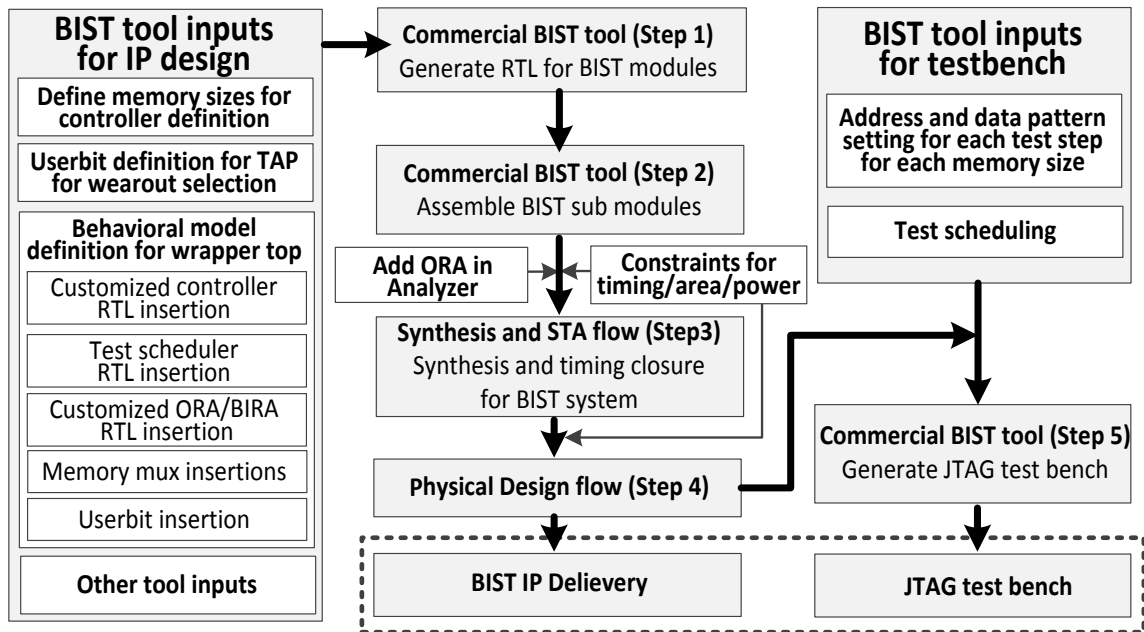 BIST tool inputs
for IP design
Define memory sizes for
controller definition
Userbit definition for TAP
for wearout selection
Behavioral model
definition for wrapper top
Customized controller
RTL insertion
Test scheduler
RTL insertion
Customized ORA/BIRA
RTL insertion
Memory mux insertions
Userbit insertion
Other tool inputs
Commercial BIST tool (Step 1)
Generate RTL for BIST modules
Commercial BIST tool (Step 2)
Assemble BIST sub modules
Add ORA in
Analyzer
Constraints for
timing/area/power
Synthesis and STA flow (Step3)
Synthesis and timing closure
for BIST system
Physical Design flow (Step 4)
BIST IP Delievery
BIST tool inputs
for testbench
Address and data pattern
setting for each test step
for each memory size
Test scheduling
Commercial BIST tool (Step 5)
Generate JTAG test bench
JTAG test bench